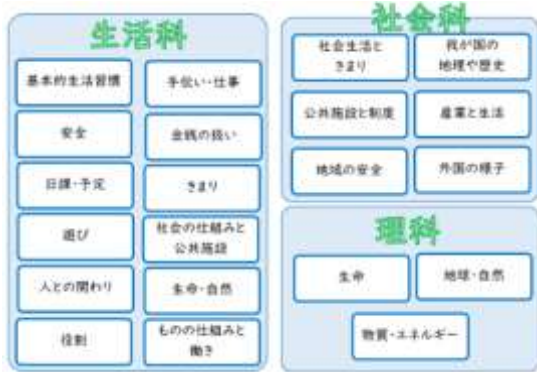 生活科
基本的生活習慣
手伝い・仕事
安全
金銭の扱い
日課・予定
きまり
遊び
社会の仕組みと
公共施設
人との関わり
生命・自然
役割
ものの仕組みと
働き
社会科
社会生活と
きまり
我が国の
地理や歴史
公共施設と制度
産業と生活
地域の安全
外国の様子
理科
生命
地球・自然
物質・エネルギー